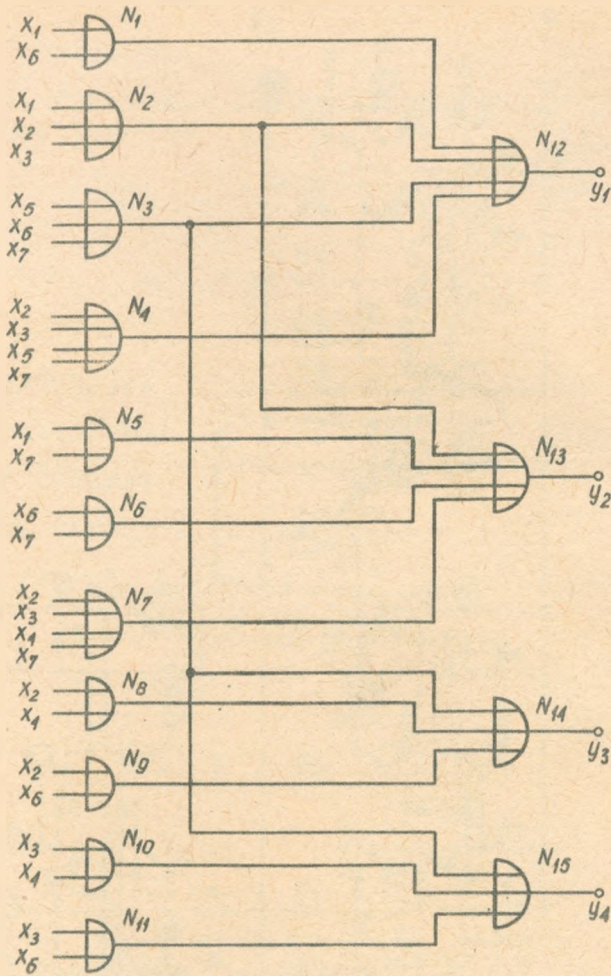 X1 N1
X6
X1 N2
X2
X3
N12
y1
X5 N3
X6
X7
X2 N4
X3
X5
X7
X1 N5
X7
N13
y2
X6 N6
X7
X2 N7
X3
X4
X7
X2 N8
X4
N14
y3
X2 N9
X6
X3 N10
X4
N15
y4
X3 N11
X6